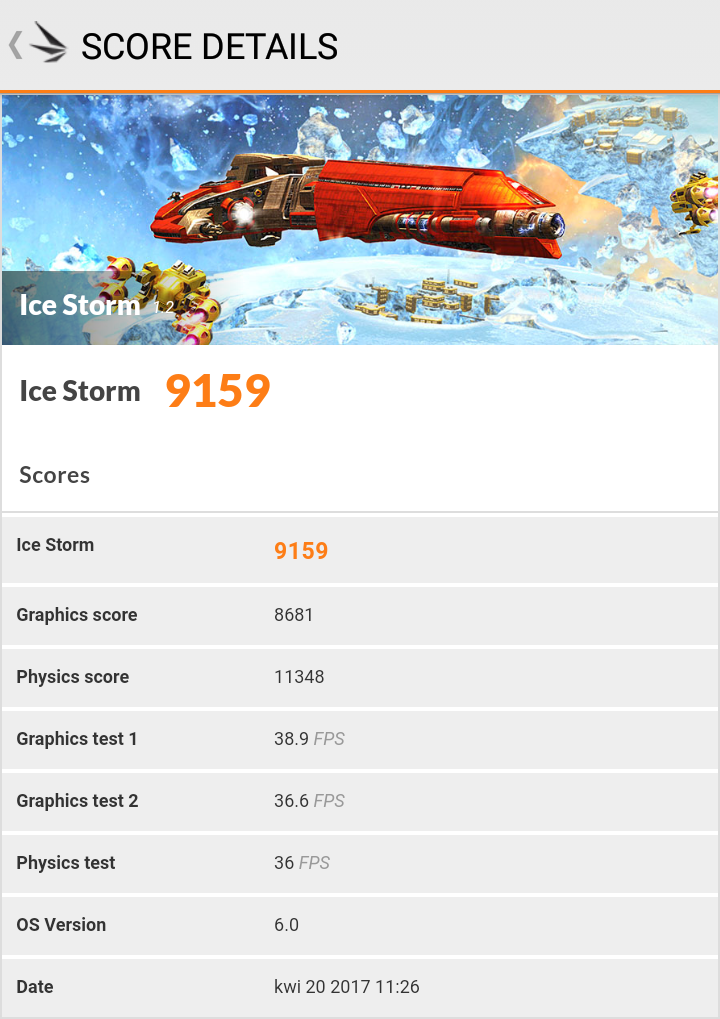 SCORE DETAILS
Ice Storm 1.2
Ice Storm 9159
Scores
Ice Storm 9159
Graphics score 8681
Physics score 11348
Graphics test 1 38.9 FPS
Graphics test 2 36.6 FPS
Physics test 36 FPS
OS Version 6.0
Date kwi 20 2017 11:26